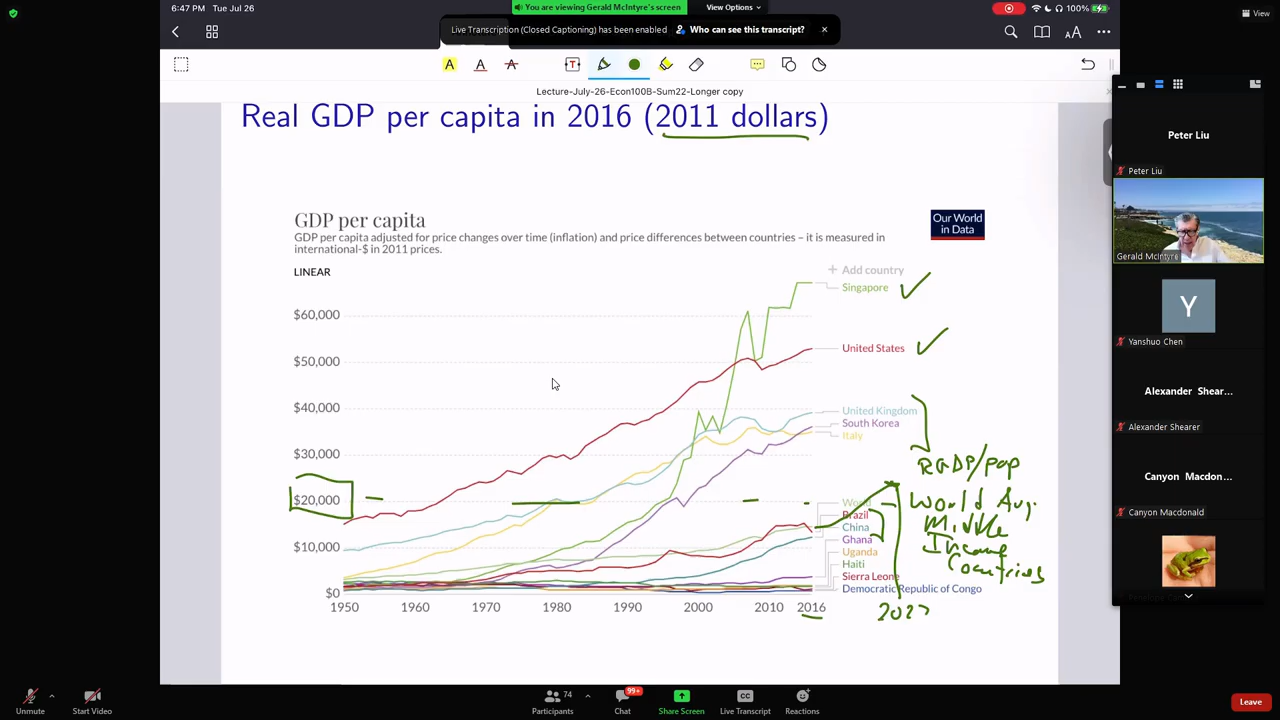 6:47 PM Tue Jul 26
You are viewing Gerald McIntyre's screen
View Options
100%
View
Live Transcription (Closed Captioning) has been enabled
Who can see this transcript?
Lecture-July-26-Econ100B-Sum22-Longer copy
Real GDP per capita in 2016 (2011 dollars)
GDP per capita
GDP per capita adjusted for price changes over time (inflation) and price differences between countries – it is measured in
international-$ in 2011 prices.
Our World
in Data
LINEAR
Add country
Singapore
$60,000
United States
$50,000
$40,000
United Kingdom
South Korea
Italy
$30,000
RGDP/pop
$20,000
World
World Avg.
Brazil
China
Middle
Ghana
Income
Uganda
Countries
$10,000
Haiti
Sierra Leone
Democratic Republic of Congo
$0
1950
1960
1970
1980
1990
2000
2010
2016
Peter Liu
Peter Liu
Gerald McIntyre
Y
Yanshuo Chen
Alexander Shear...
Alexander Shearer
Canyon Macdon...
Canyon Macdonald
Unmute
Start Video
74
Participants
99+
Chat
Share Screen
CC
Live Transcript
Reactions
Leave